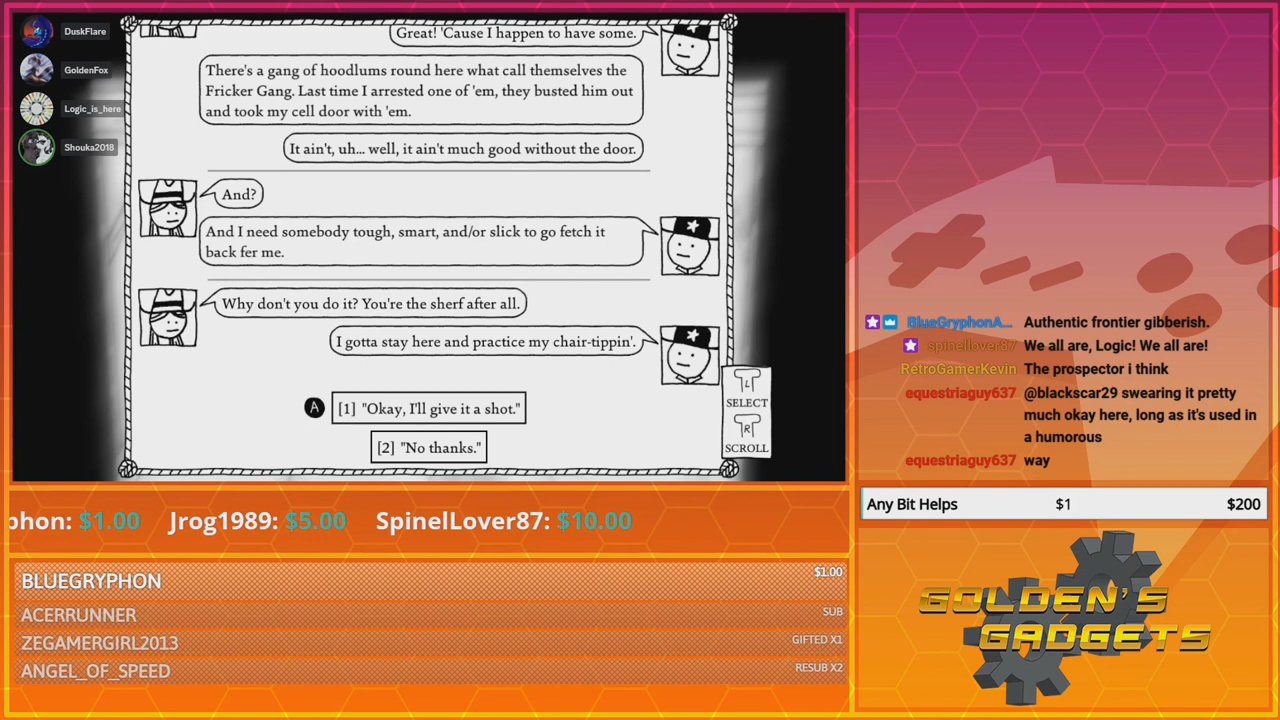 DuskFlare
GoldenFox
Logic_is_here
Shouka2018
Great! 'Cause I happen to have some.
There's a gang of hoodlums round here what call themselves the
Fricker Gang. Last time I arrested one of 'em, they busted him out
and took my cell door with 'em.
It ain't, uh... well, it ain't much good without the door.
And?
And I need somebody tough, smart, and/or slick to go fetch it
back fer me.
Why don't you do it? You're the sherf after all.
I gotta stay here and practice my chair-tippin'.
A [1] "Okay, I'll give it a shot."
[2] "No thanks."
L
SELECT
R
SCROLL
BlueGryphonA... Authentic frontier gibberish.
spinellover87 We all are, Logic! We all are!
RetroGamerKevin The prospector i think
equestriaguy637 @blackscar29 swearing it pretty
much okay here, long as it's used in
a humorous
equestriaguy637 way
Any Bit Helps $1 $200
phon: $1.00 Jrog1989: $5.00 SpinelLover87: $10.00
BLUEGRYPHON $1.00
ACERRUNNER SUB
ZEGAMERGIRL2013 GIFTED X1
ANGEL_OF_SPEED RESUB X2
GOLDEN'S
GADGETS